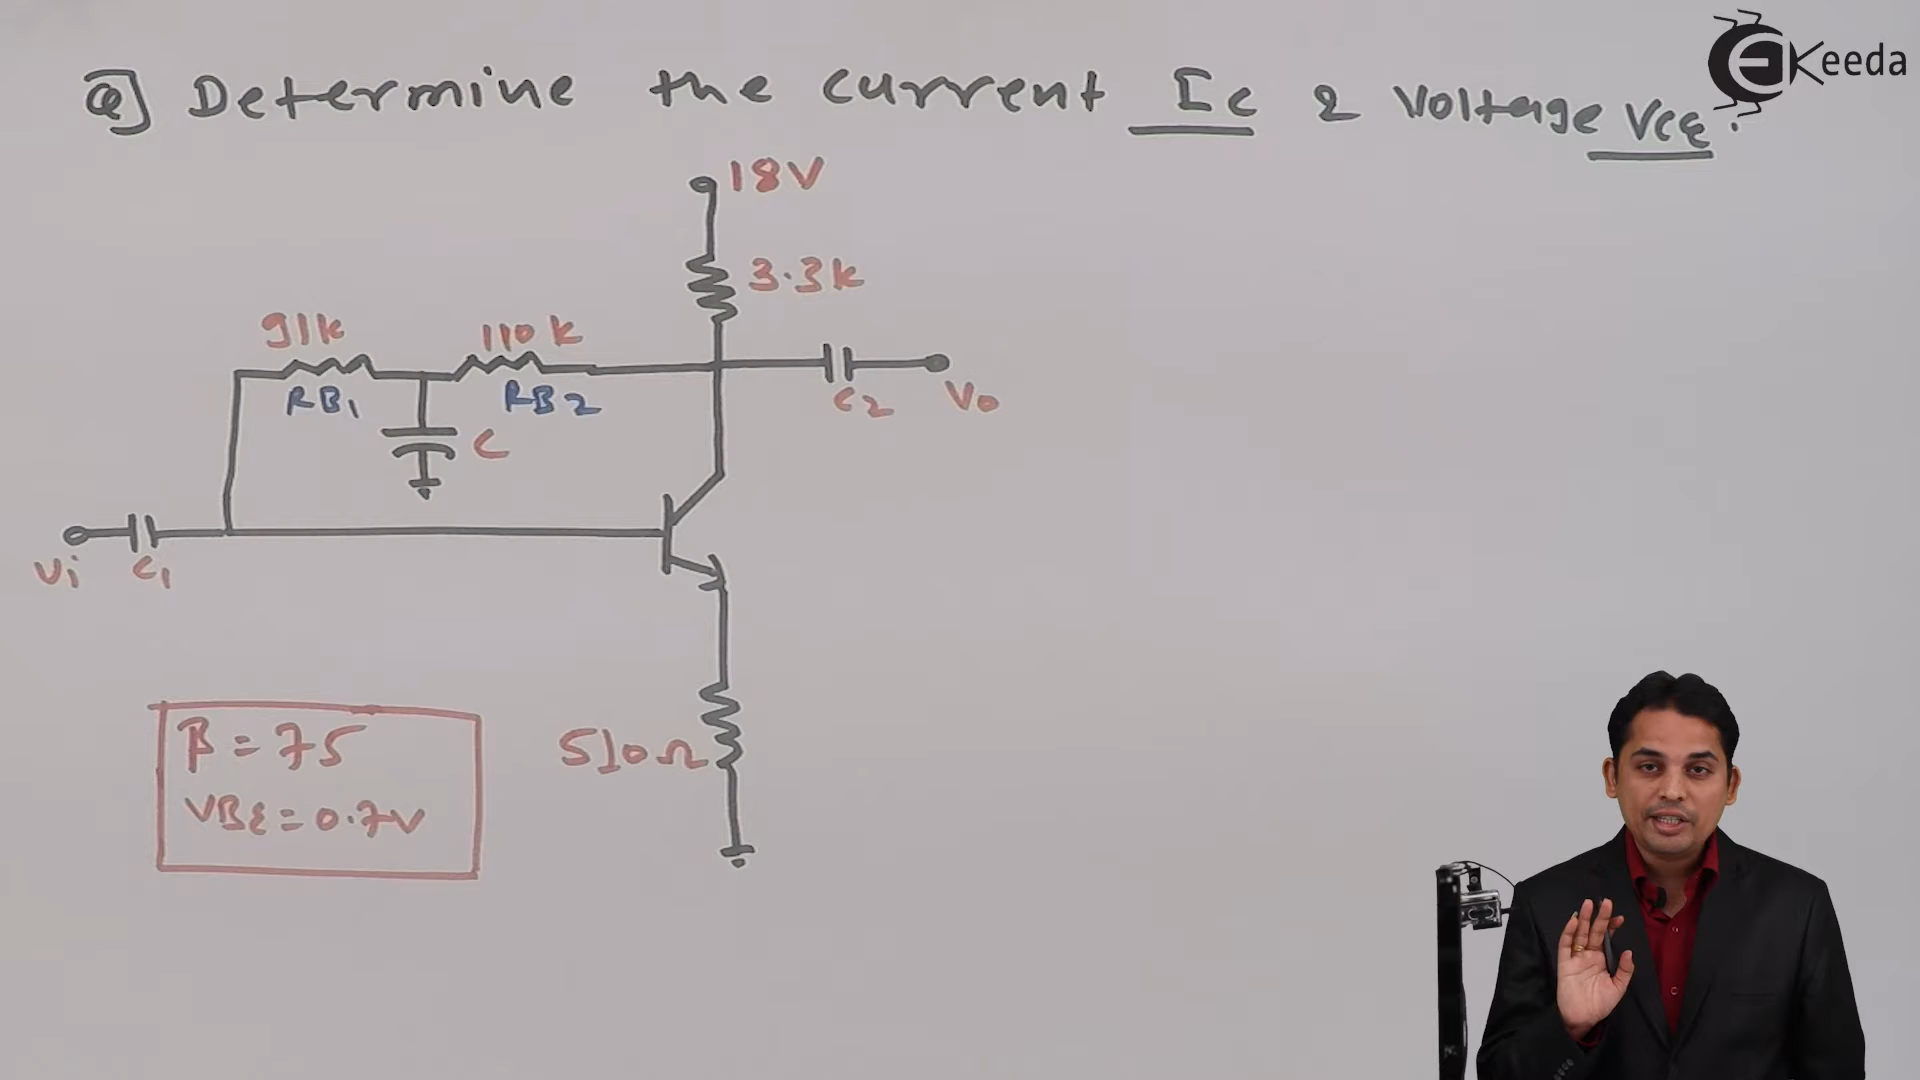 EKeeda
Q] Determine the current Ic & Voltage VCE.
18V
3.3k
91k
110k
RB1
RB2
C
C2
Vo
Vi
C1
β = 75
VBE = 0.7V
510Ω